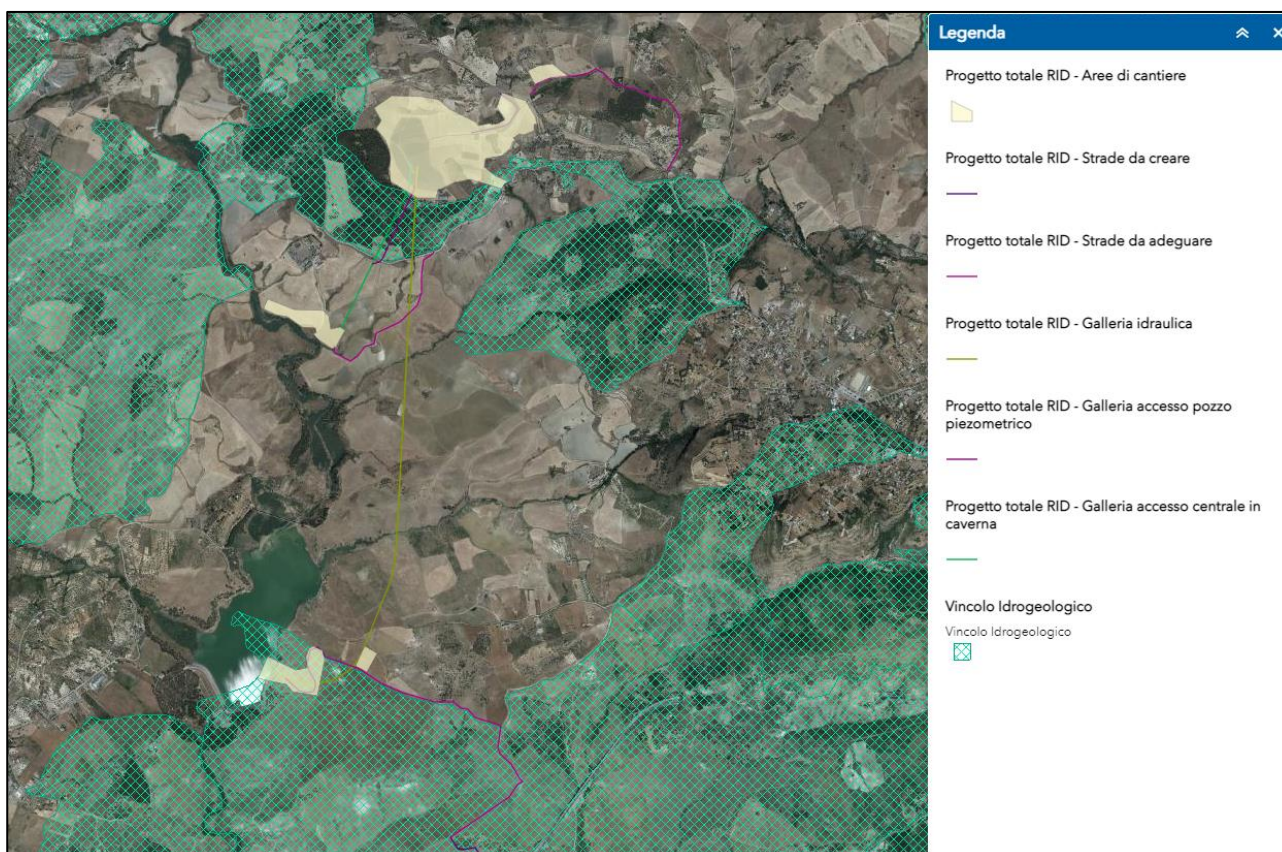 Legenda
Progetto totale RID - Aree di cantiere
Progetto totale RID - Strade da creare
Progetto totale RID - Strade da adeguare
Progetto totale RID - Galleria idraulica
Progetto totale RID - Galleria accesso pozzo
piezometrico
Progetto totale RID - Galleria accesso centrale in
caverna
Vincolo Idrogeologico
Vincolo Idrogeologico